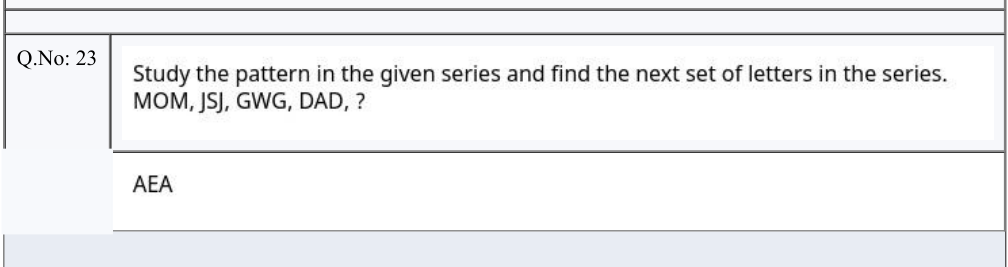 Q.No: 23
Study the pattern in the given series and find the next set of letters in the series.
MOM, JSJ, GWG, DAD, ?
AEA